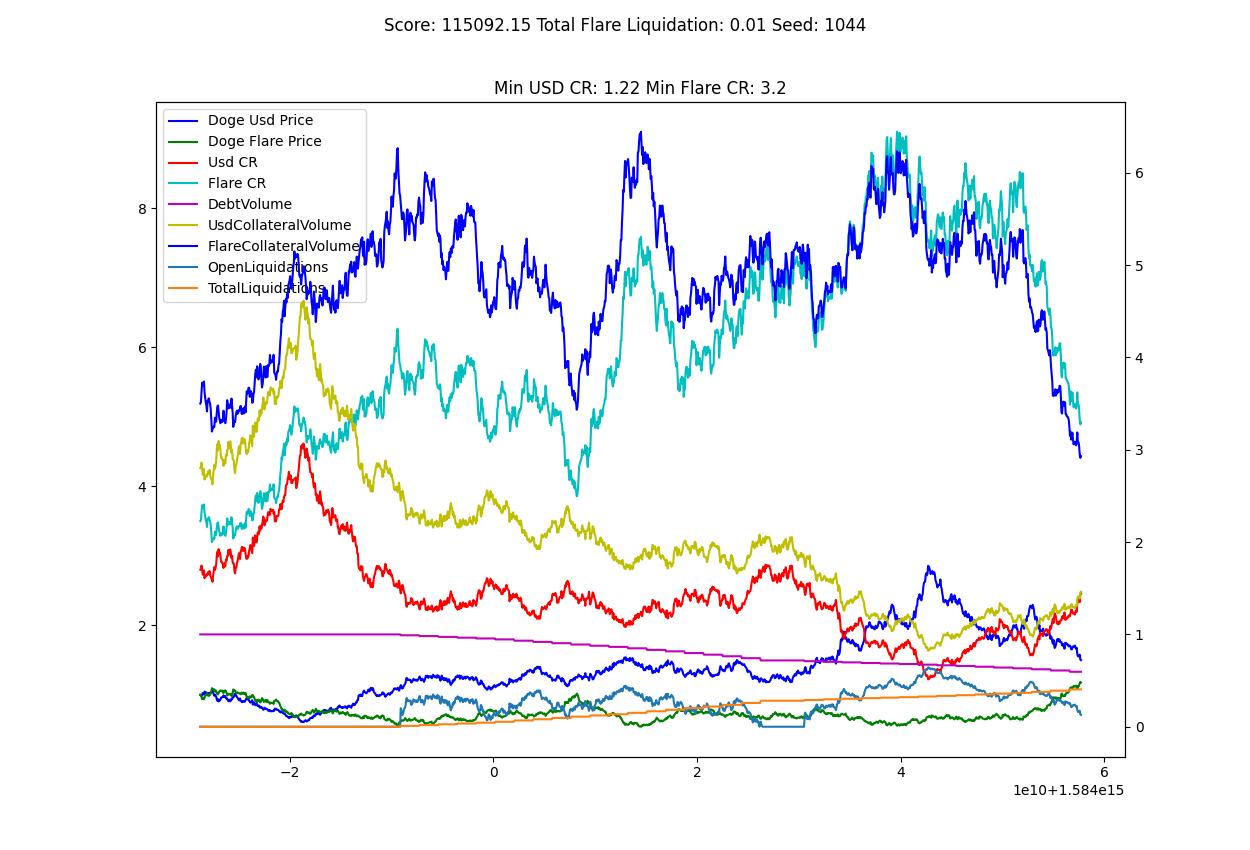 Score: 115092.15 Total Flare Liquidation: 0.01 Seed: 1044
Min USD CR: 1.22 Min Flare CR: 3.2
Doge Usd Price
Doge Flare Price
Usd CR
Flare CR
DebtVolume
UsdCollateralVolume
FlareCollateralVolume
OpenLiquidations
TotalLiquidations
8
6
4
2
6
5
4
3
2
1
0
−2
0
2
4
6
1e10+1.584e15